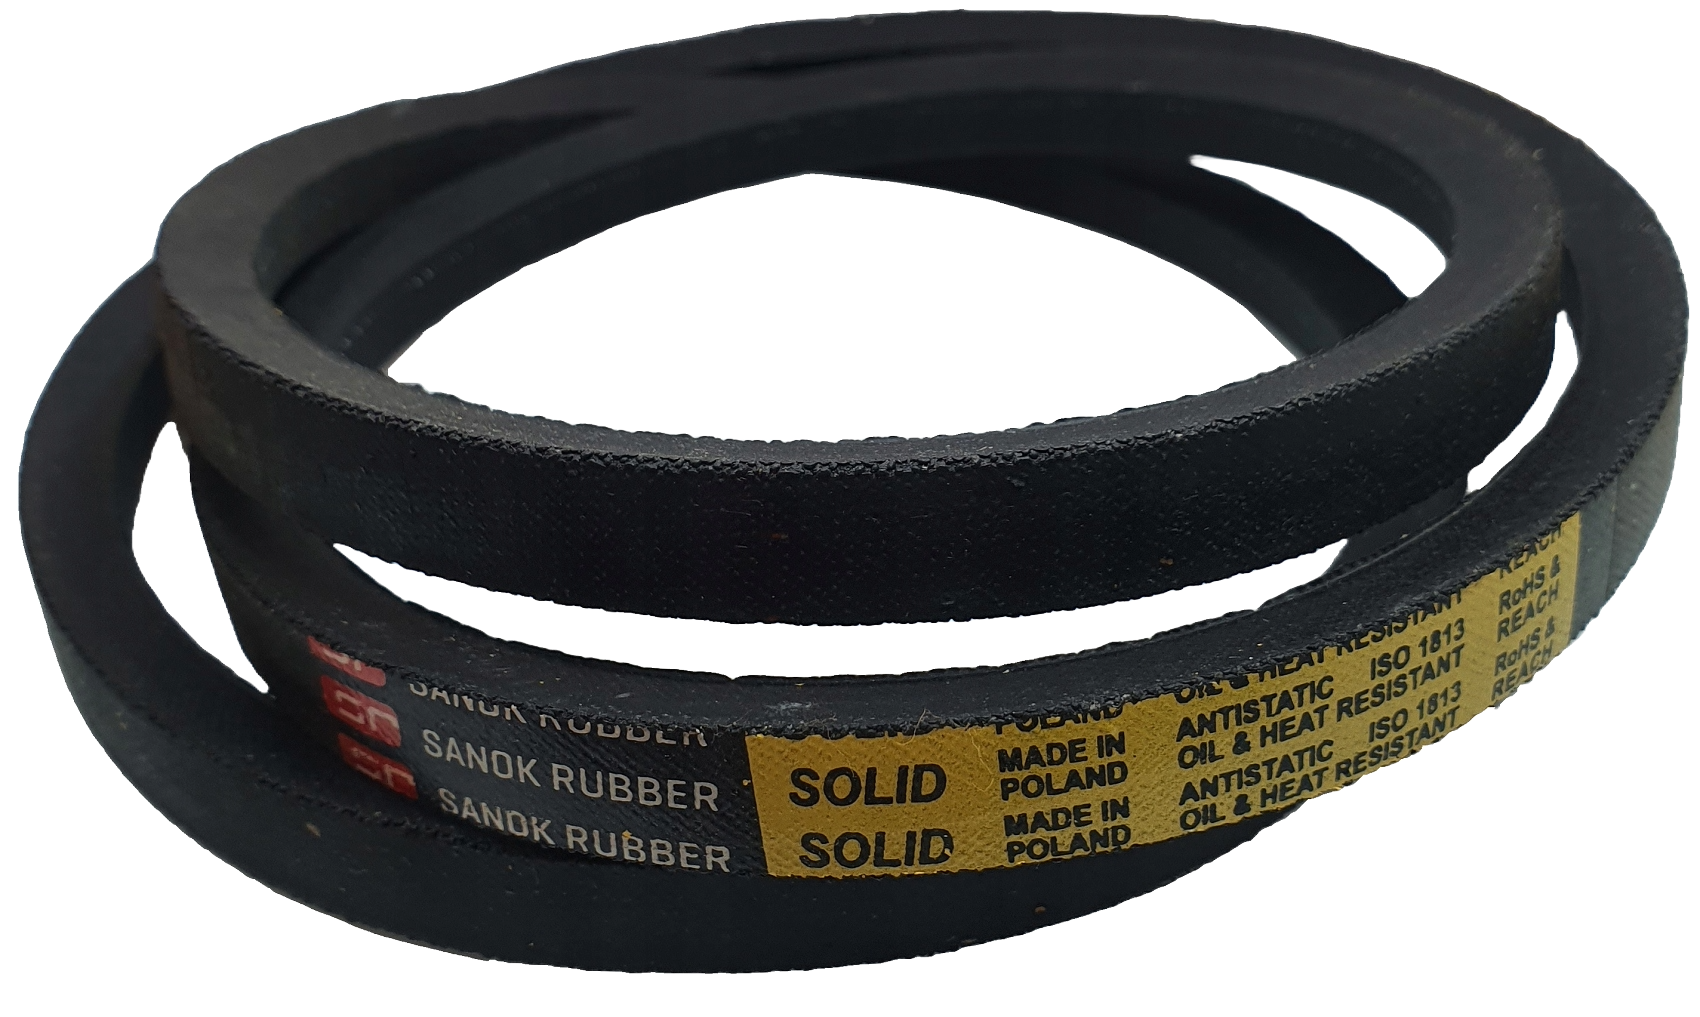 SANOK RUBBER
SANOK RUBBER
SANOK RUBBER
SOLID
SOLID
POLAND
MADE IN
POLAND
MADE IN
POLAND
OIL & HEAT RESISTANT
ANTISTATIC ISO 1813
OIL & HEAT RESISTANT
ANTISTATIC ISO 1813
OIL & HEAT RESISTANT
REACH
RoHS &
REACH
RoHS &
REACH